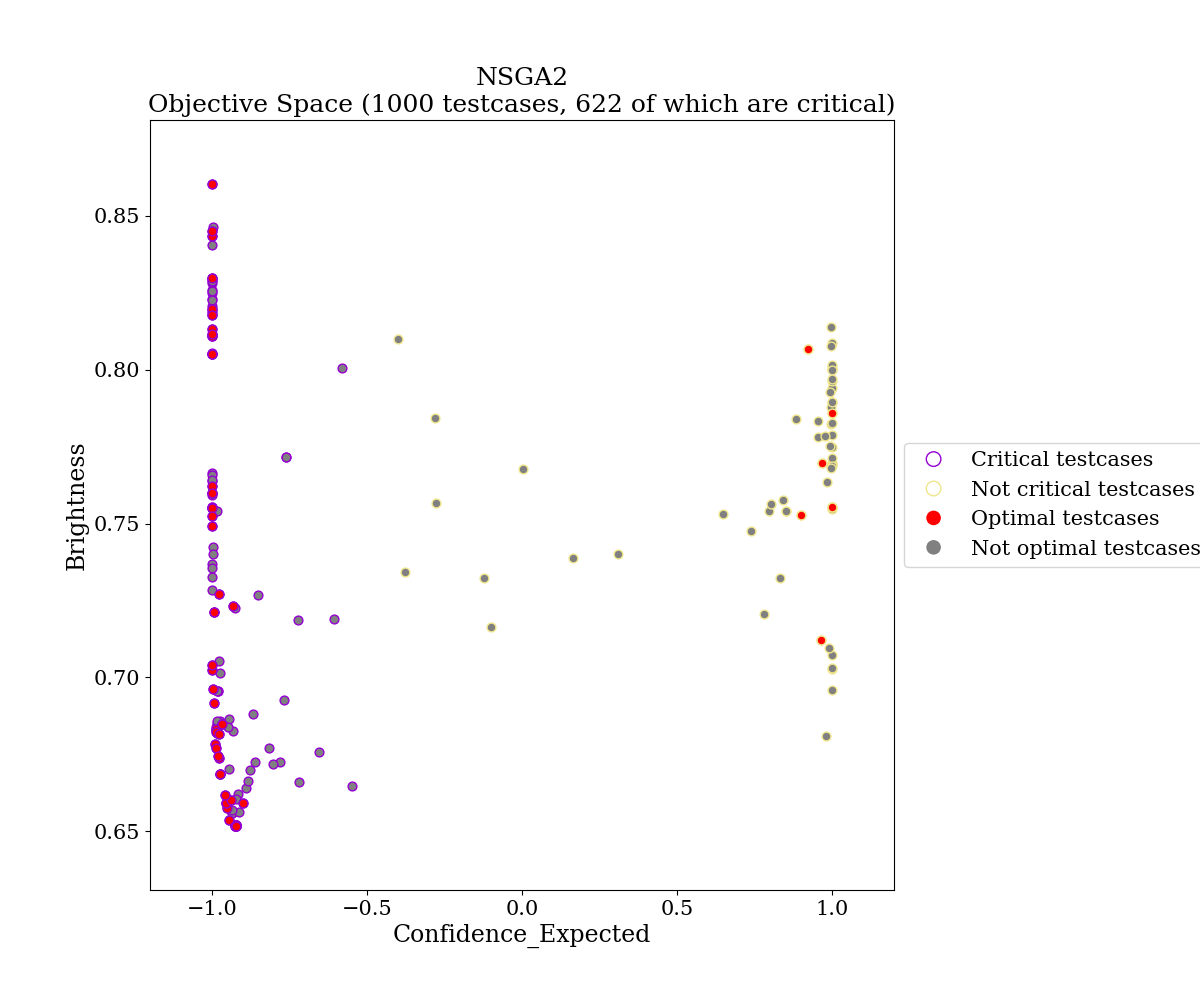 NSGA2
Objective Space (1000 testcases, 622 of which are critical)
0.85
0.80
0.75
0.70
0.65
Brightness
−1.0
−0.5
0.0
0.5
1.0
Confidence_Expected
Critical testcases
Not critical testcases
Optimal testcases
Not optimal testcases